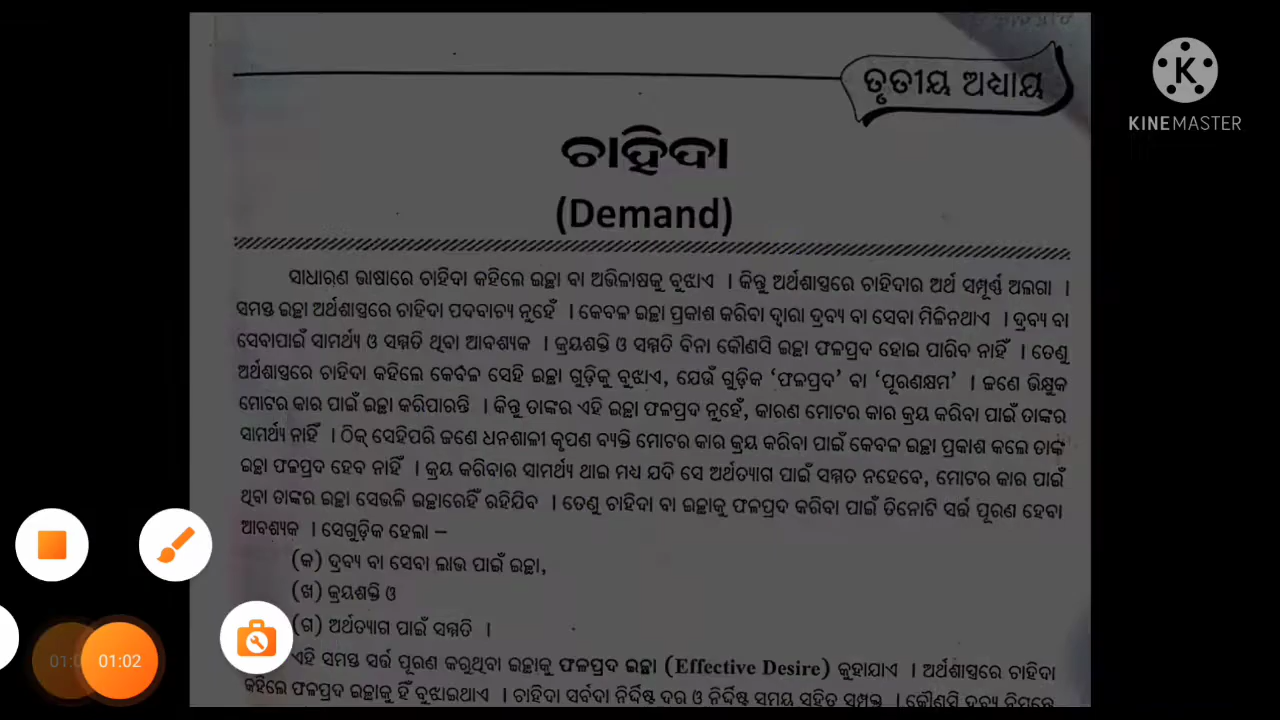 ତୃତୀୟ ଅଧ୍ୟାୟ
KINEMASTER
ଚାହିଦା
(Demand)
ସାଧାରଣ ଭାଷାରେ ଚାହିଦା କହିଲେ ଇଚ୍ଛା ବା ଅଭିଳାଷକୁ ବୁଝାଏ । କିନ୍ତୁ ଅର୍ଥଶାସ୍ତ୍ରରେ ଚାହିଦାର ଅର୍ଥ ସମ୍ପୂର୍ଣ୍ଣ ଅଲଗା ।
ସମସ୍ତ ଇଚ୍ଛା ଅର୍ଥଶାସ୍ତ୍ରରେ ଚାହିଦା ପଦବାଚ୍ୟ ନୁହେଁ । କେବଳ ଇଚ୍ଛା ପ୍ରକାଶ କରିବା ଦ୍ୱାରା ଦ୍ରବ୍ୟ ବା ସେବା ମିଳିନଥାଏ । ଦ୍ରବ୍ୟ ବା
ସେବାପାଇଁ ସାମର୍ଥ୍ୟ ଓ ସମ୍ମତି ଥିବା ଆବଶ୍ୟକ । କ୍ରୟଶକ୍ତି ଓ ସମ୍ମତି ବିନା କୌଣସି ଇଚ୍ଛା ଫଳପ୍ରଦ ହୋଇ ପାରିବ ନାହିଁ । ତେଣୁ
ଅର୍ଥଶାସ୍ତ୍ରରେ ଚାହିଦା କହିଲେ କେବଳ ସେହି ଇଚ୍ଛା ଗୁଡ଼ିକୁ ବୁଝାଏ, ଯେଉଁ ଗୁଡ଼ିକ ‘ଫଳପ୍ରଦ’ ବା ‘ପୂରଣକ୍ଷମ’ । ଜଣେ ଭିକ୍ଷୁକ
ମୋଟର କାର ପାଇଁ ଇଚ୍ଛା କରିପାରନ୍ତି । କିନ୍ତୁ ତାଙ୍କର ଏହି ଇଚ୍ଛା ଫଳପ୍ରଦ ନୁହେଁ, କାରଣ ମୋଟର କାର କ୍ରୟ କରିବା ପାଇଁ ତାଙ୍କର
ସାମର୍ଥ୍ୟ ନାହିଁ । ଠିକ୍ ସେହିପରି ଜଣେ ଧନଶାଳୀ କୃପଣ ବ୍ୟକ୍ତି ମୋଟର କାର କ୍ରୟ କରିବା ପାଇଁ କେବଳ ଇଚ୍ଛା ପ୍ରକାଶ କଲେ ତାଙ୍କ
ଇଚ୍ଛା ଫଳପ୍ରଦ ହେବ ନାହିଁ । କ୍ରୟ କରିବାର ସାମର୍ଥ୍ୟ ଥାଇ ମଧ୍ୟ ଯଦି ସେ ଅର୍ଥତ୍ୟାଗ ପାଇଁ ସମ୍ମତ ନହେବେ, ମୋଟର କାର ପାଇଁ
ଥିବା ତାଙ୍କର ଇଚ୍ଛା ସେଭଳି ଇଚ୍ଛାରେହିଁ ରହିଯିବ । ତେଣୁ ଚାହିଦା ବା ଇଚ୍ଛାକୁ ଫଳପ୍ରଦ କରିବା ପାଇଁ ତିନୋଟି ସର୍ତ୍ତ ପୂରଣ ହେବା
ଆବଶ୍ୟକ । ସେଗୁଡ଼ିକ ହେଲା –
(କ) ଦ୍ରବ୍ୟ ବା ସେବା ଲାଭ ପାଇଁ ଇଚ୍ଛା,
(ଖ) କ୍ରୟଶକ୍ତି ଓ
(ଗ) ଅର୍ଥତ୍ୟାଗ ପାଇଁ ସମ୍ମତି ।
ଏହି ସମସ୍ତ ସର୍ତ୍ତ ପୂରଣ କରୁଥିବା ଇଚ୍ଛାକୁ ଫଳପ୍ରଦ ଇଚ୍ଛା (Effective Desire) କୁହାଯାଏ । ଅର୍ଥଶାସ୍ତ୍ରରେ ଚାହିଦା
କହିଲେ ଫଳପ୍ରଦ ଇଚ୍ଛାକୁ ହିଁ ବୁଝାଇଥାଏ । ଚାହିଦା ସର୍ବଦା ନିର୍ଦ୍ଦିଷ୍ଟ ଦର ଓ ନିର୍ଦ୍ଦିଷ୍ଟ ସମୟ ସହିତ ସମ୍ପୃକ୍ତ । କୌଣସି ଦ୍ରବ୍ୟ ନିମନ୍ତେ
01:02